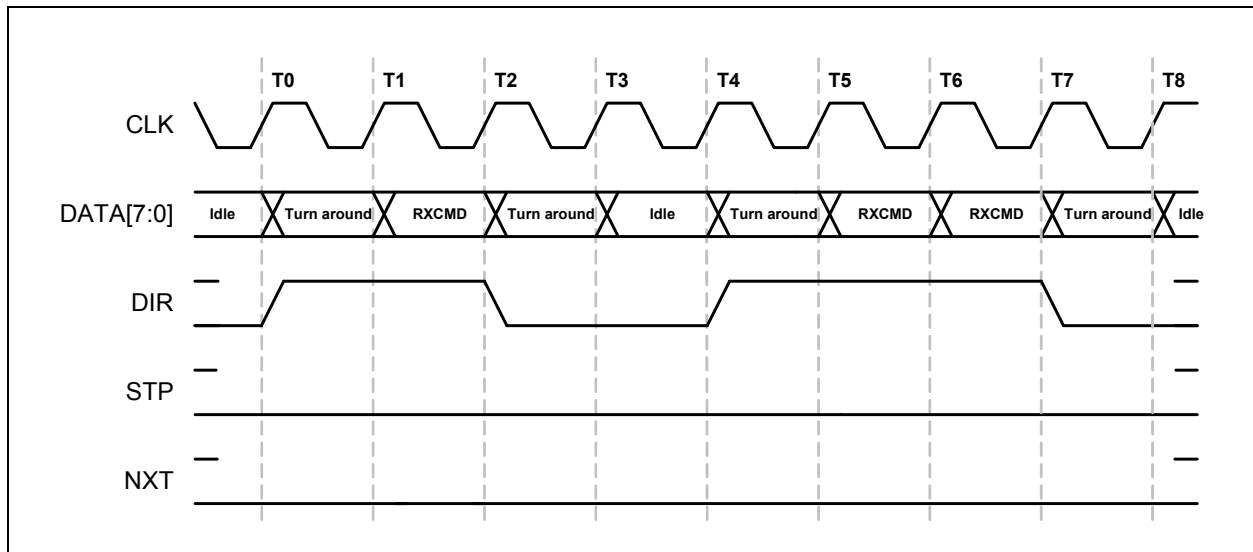 T0 T1 T2 T3 T4 T5 T6 T7 T8
CLK
DATA[7:0] Idle Turn around RXCMD Turn around Idle Turn around RXCMD RXCMD Turn around Idle
DIR
STP
NXT